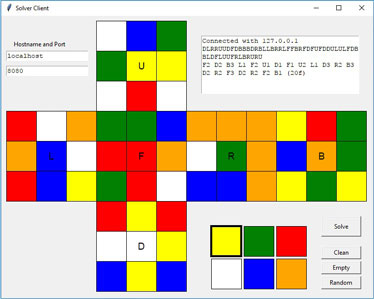 Solver Client
Hostname and Port
localhost
8080
Connected with 127.0.0.1
DLRRUUDFDBBBDRBLLBRRLFFBRFDFUFDDULULFDB
BLDFLUUFRLBRURU
F2 D2 B3 L1 F2 U1 D1 F1 U2 L1 D3 R2 B3
D2 R2 F3 D2 R2 F2 B1 (20f)
U
L F R B
D
Solve
Clean
Empty
Random